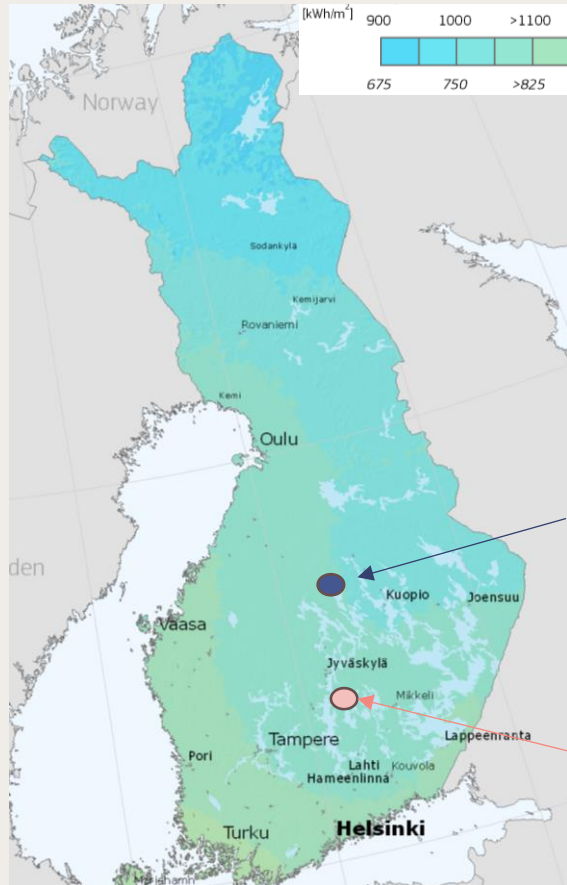 [kWh/m²] 900 1000 >1100
675 750 >825
Norway
Sodankylä
Kemijarvi
Rovaniemi
Kemi
Oulu
den
Kuopio
Joensuu
Vaasa
Jyväskylä
Mikkeli
Lappeenranta
Tampere
Pori
Lahti
Kouvola
Hameenlinna
Helsinki
Turku